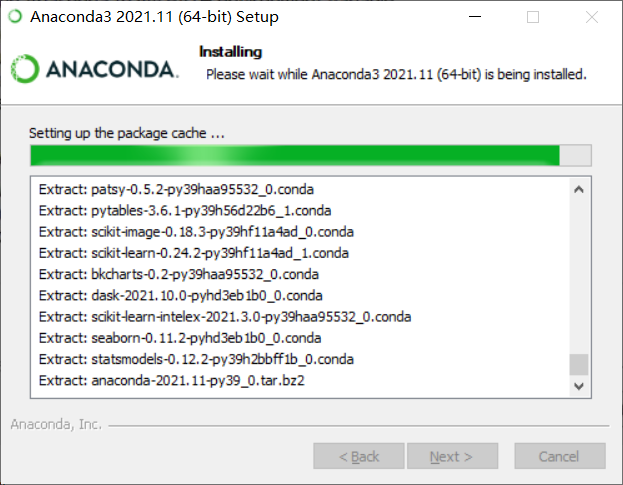 Anaconda3 2021.11 (64-bit) Setup
Installing
ANACONDA.
Please wait while Anaconda3 2021.11 (64-bit) is being installed.
Setting up the package cache ...
Extract: patsy-0.5.2-py39haa95532_0.conda
Extract: pytables-3.6.1-py39h56d22b6_1.conda
Extract: scikit-image-0.18.3-py39hf11a4ad_0.conda
Extract: scikit-learn-0.24.2-py39hf11a4ad_1.conda
Extract: bkcharts-0.2-py39haa95532_0.conda
Extract: dask-2021.10.0-pyhd3eb1b0_0.conda
Extract: scikit-learn-intelex-2021.3.0-py39haa95532_0.conda
Extract: seaborn-0.11.2-pyhd3eb1b0_0.conda
Extract: statsmodels-0.12.2-py39h2bbff1b_0.conda
Extract: anaconda-2021.11-py39_0.tar.bz2
Anaconda, Inc.
< Back
Next >
Cancel